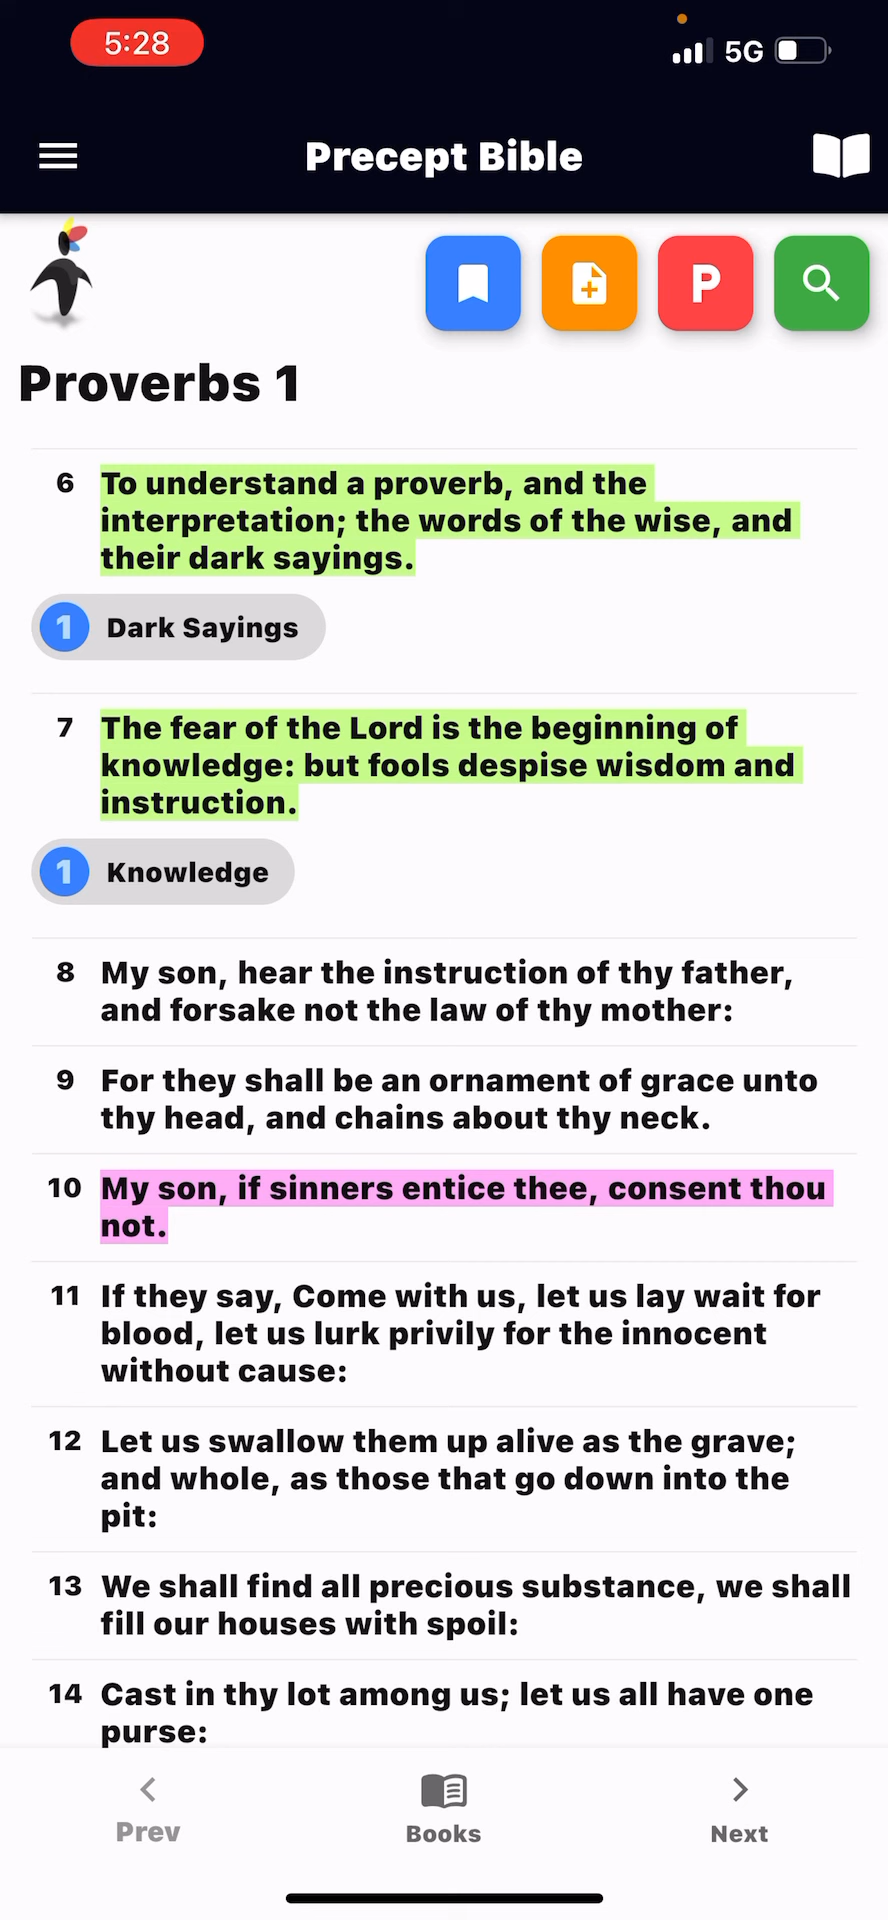 5:28
5G
Precept Bible
P
Proverbs 1
6 To understand a proverb, and the
interpretation; the words of the wise, and
their dark sayings.
1 Dark Sayings
7 The fear of the Lord is the beginning of
knowledge: but fools despise wisdom and
instruction.
1 Knowledge
8 My son, hear the instruction of thy father,
and forsake not the law of thy mother:
9 For they shall be an ornament of grace unto
thy head, and chains about thy neck.
10 My son, if sinners entice thee, consent thou
not.
11 If they say, Come with us, let us lay wait for
blood, let us lurk privily for the innocent
without cause:
12 Let us swallow them up alive as the grave;
and whole, as those that go down into the
pit:
13 We shall find all precious substance, we shall
fill our houses with spoil:
14 Cast in thy lot among us; let us all have one
purse:
Prev Books Next